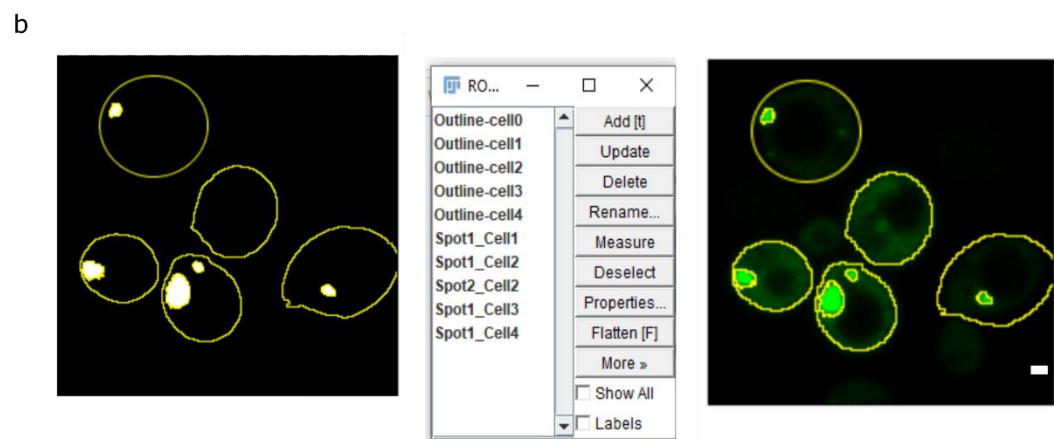 b
RO...
Outline-cell0
Outline-cell1
Outline-cell2
Outline-cell3
Outline-cell4
Spot1_Cell1
Spot1_Cell2
Spot2_Cell2
Spot1_Cell3
Spot1_Cell4
Add [t]
Update
Delete
Rename...
Measure
Deselect
Properties...
Flatten [F]
More »
Show All
Labels